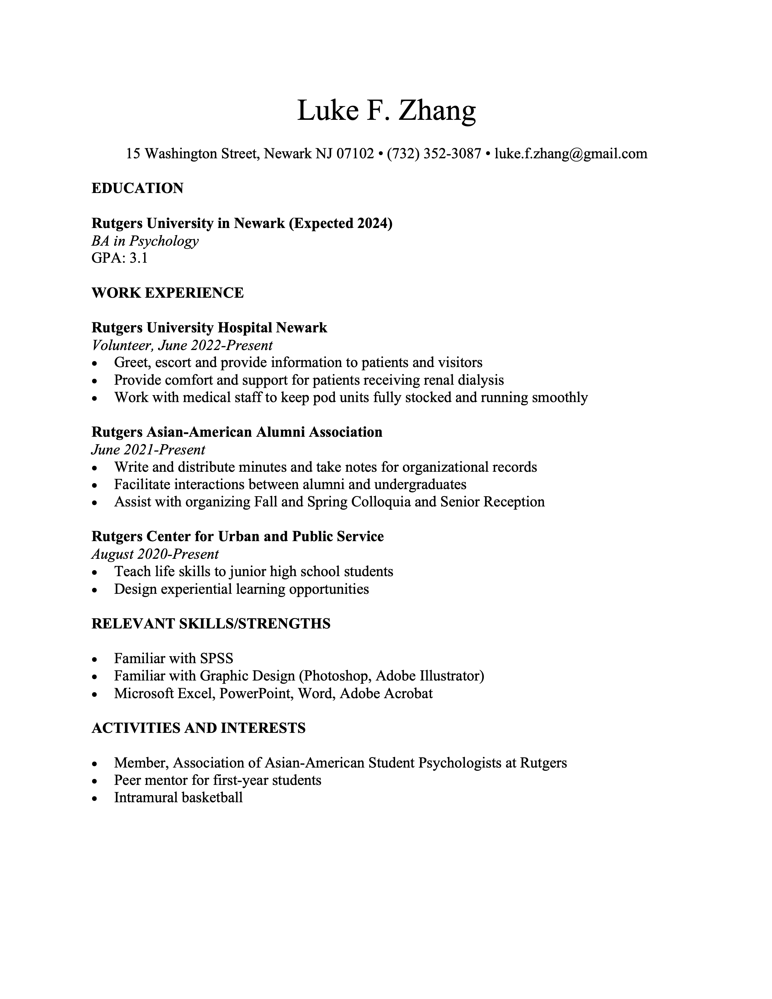 Luke F. Zhang
15 Washington Street, Newark NJ 07102 • (732) 352-3087 • luke.f.zhang@gmail.com
EDUCATION
Rutgers University in Newark (Expected 2024)
BA in Psychology
GPA: 3.1
WORK EXPERIENCE
Rutgers University Hospital Newark
Volunteer, June 2022-Present
• Greet, escort and provide information to patients and visitors
• Provide comfort and support for patients receiving renal dialysis
• Work with medical staff to keep pod units fully stocked and running smoothly
Rutgers Asian-American Alumni Association
June 2021-Present
• Write and distribute minutes and take notes for organizational records
• Facilitate interactions between alumni and undergraduates
• Assist with organizing Fall and Spring Colloquia and Senior Reception
Rutgers Center for Urban and Public Service
August 2020-Present
• Teach life skills to junior high school students
• Design experiential learning opportunities
RELEVANT SKILLS/STRENGTHS
• Familiar with SPSS
• Familiar with Graphic Design (Photoshop, Adobe Illustrator)
• Microsoft Excel, PowerPoint, Word, Adobe Acrobat
ACTIVITIES AND INTERESTS
• Member, Association of Asian-American Student Psychologists at Rutgers
• Peer mentor for first-year students
• Intramural basketball